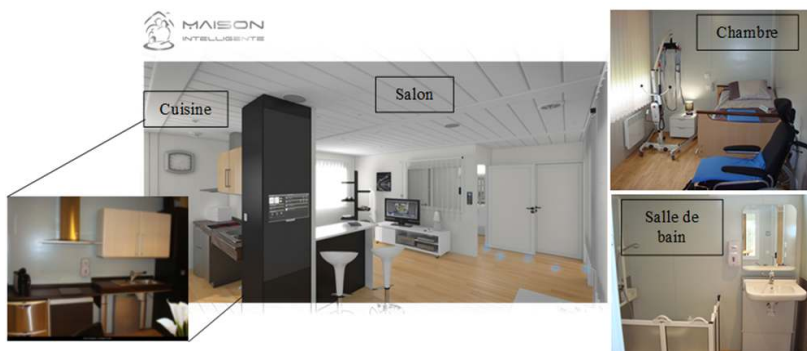 MAISON
INTELLIGENTE
Chambre
Cuisine
Salon
Salle de
bain